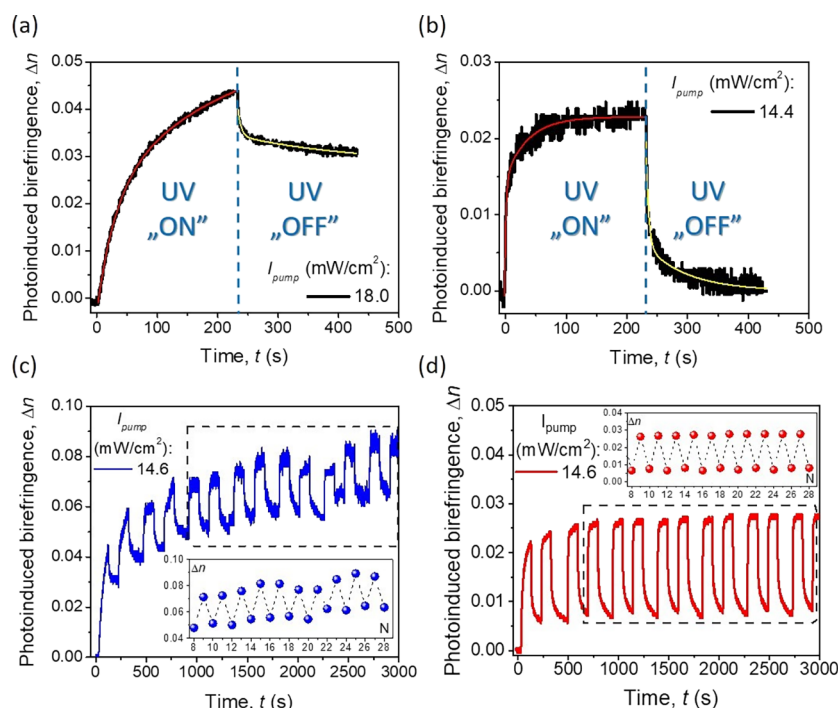 (a)
Photoinduced birefringence, Δn
0.05
0.04
0.03
0.02
0.01
0.00
UV
„ON”
UV
„OFF”
I_pump (mW/cm²):
18.0
0 100 200 300 400 500
Time, t (s)
(b)
Photoinduced birefringence, Δn
0.03
0.02
0.01
0.00
I_pump (mW/cm²):
14.4
UV
„ON”
UV
„OFF”
0 100 200 300 400 500
Time, t (s)
(c)
Photoinduced birefringence, Δn
0.10
0.08
0.06
0.04
0.02
0.00
I_pump
(mW/cm²):
14.6
Δn
0.10
0.08
0.06
0.04
N
8 10 12 14 16 18 20 22 24 26 28
0 500 1000 1500 2000 2500 3000
Time, t (s)
(d)
Photoinduced birefringence, Δn
0.05
0.04
0.03
0.02
0.01
0.00
I_pump
(mW/cm²):
14.6
Δn
0.04
0.03
0.02
0.01
0.00
N
8 10 12 14 16 18 20 22 24 26 28
0 500 1000 1500 2000 2500 3000
Time, t (s)